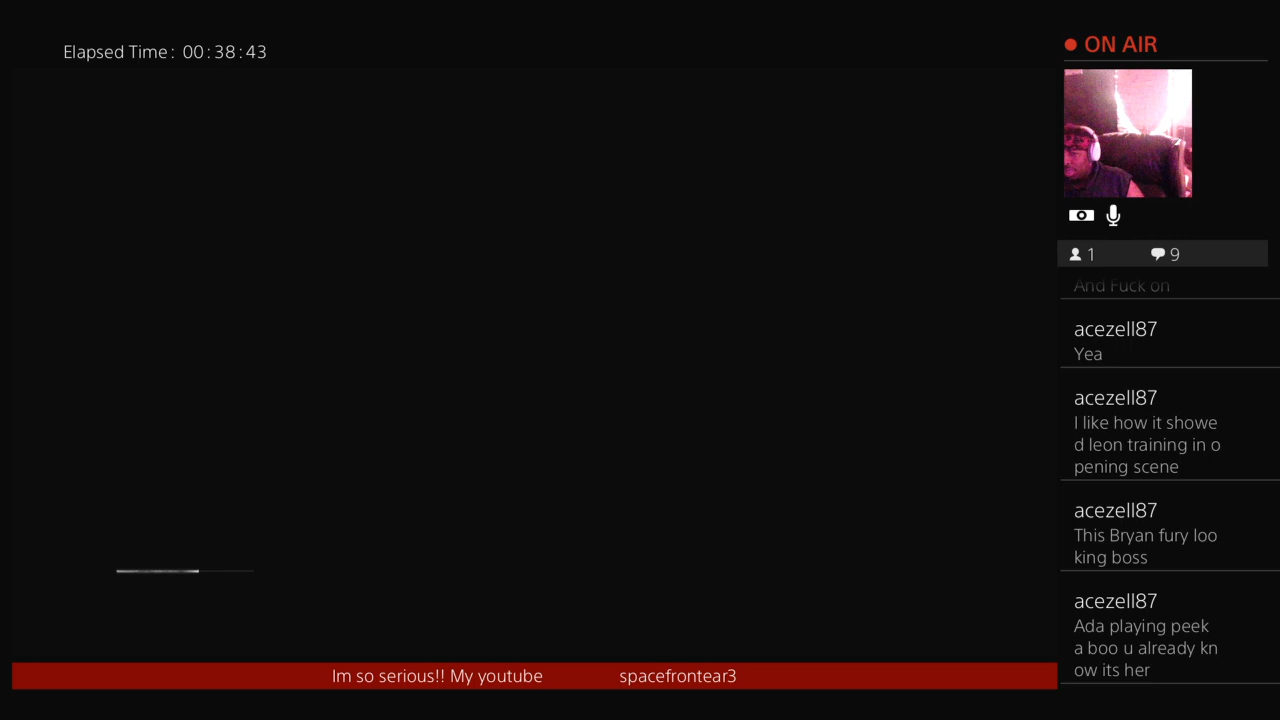 Elapsed Time: 00:38:43
ON AIR
1 9
And Fuck on
acezell87
Yea
acezell87
I like how it showe
d leon training in o
pening scene
acezell87
This Bryan fury loo
king boss
acezell87
Ada playing peek
a boo u already kn
ow its her
Im so serious!! My youtube spacefrontear3